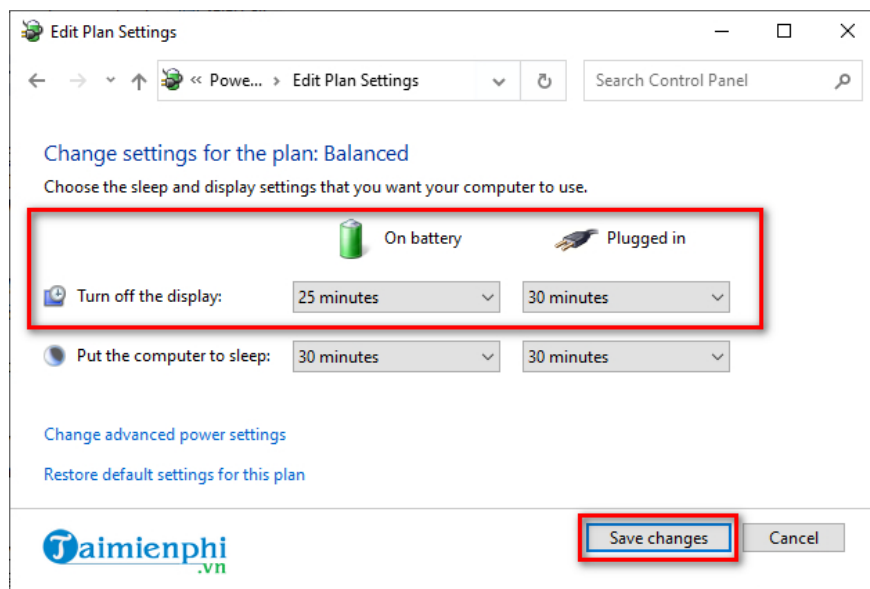 Edit Plan Settings
« Powe... › Edit Plan Settings
Search Control Panel
Change settings for the plan: Balanced
Choose the sleep and display settings that you want your computer to use.
On battery Plugged in
Turn off the display: 25 minutes 30 minutes
Put the computer to sleep: 30 minutes 30 minutes
Change advanced power settings
Restore default settings for this plan
Save changes Cancel
Taimienphi
.vn